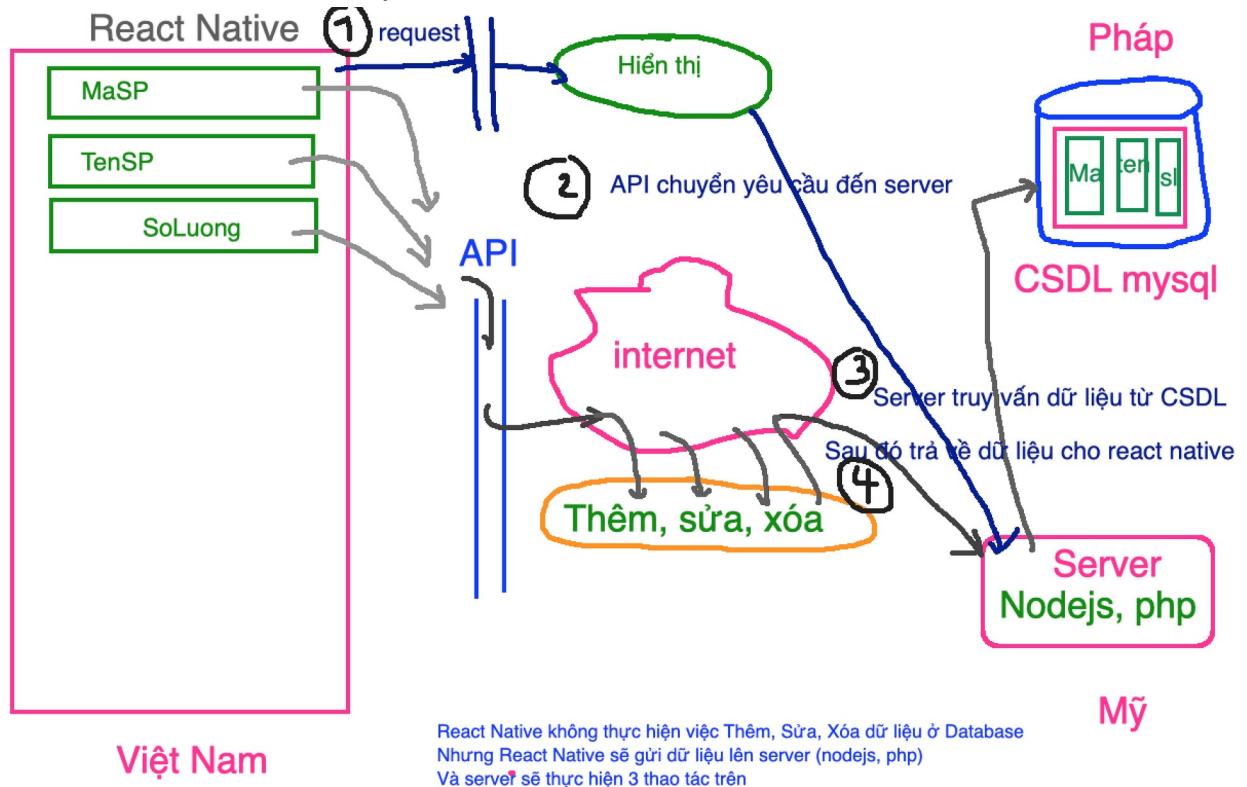 React Native
1
request
Pháp
Hiển thị
MaSP
TenSP
SoLuong
2
API chuyển yêu cầu đến server
Ma
ten
sl
API
CSDL mysql
internet
3
Server truy vấn dữ liệu từ CSDL
Sau đó trả về dữ liệu cho react native
4
Thêm, sửa, xóa
Server
Nodejs, php
Mỹ
Việt Nam
React Native không thực hiện việc Thêm, Sửa, Xóa dữ liệu ở Database
Nhưng React Native sẽ gửi dữ liệu lên server (nodejs, php)
Và server sẽ thực hiện 3 thao tác trên